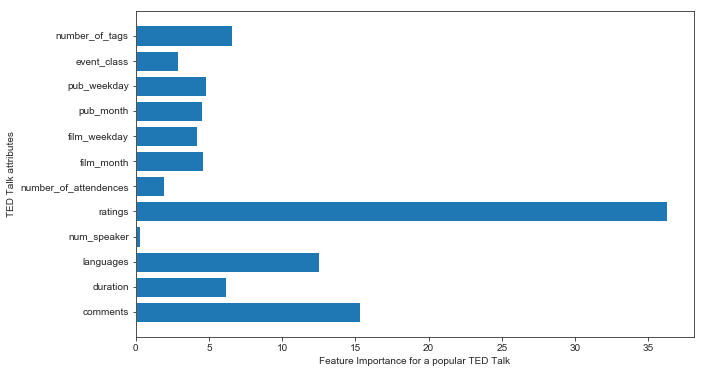 number_of_tags
event_class
pub_weekday
pub_month
film_weekday
film_month
number_of_attendences
ratings
num_speaker
languages
duration
comments
TED Talk attributes
0 5 10 15 20 25 30 35
Feature Importance for a popular TED Talk